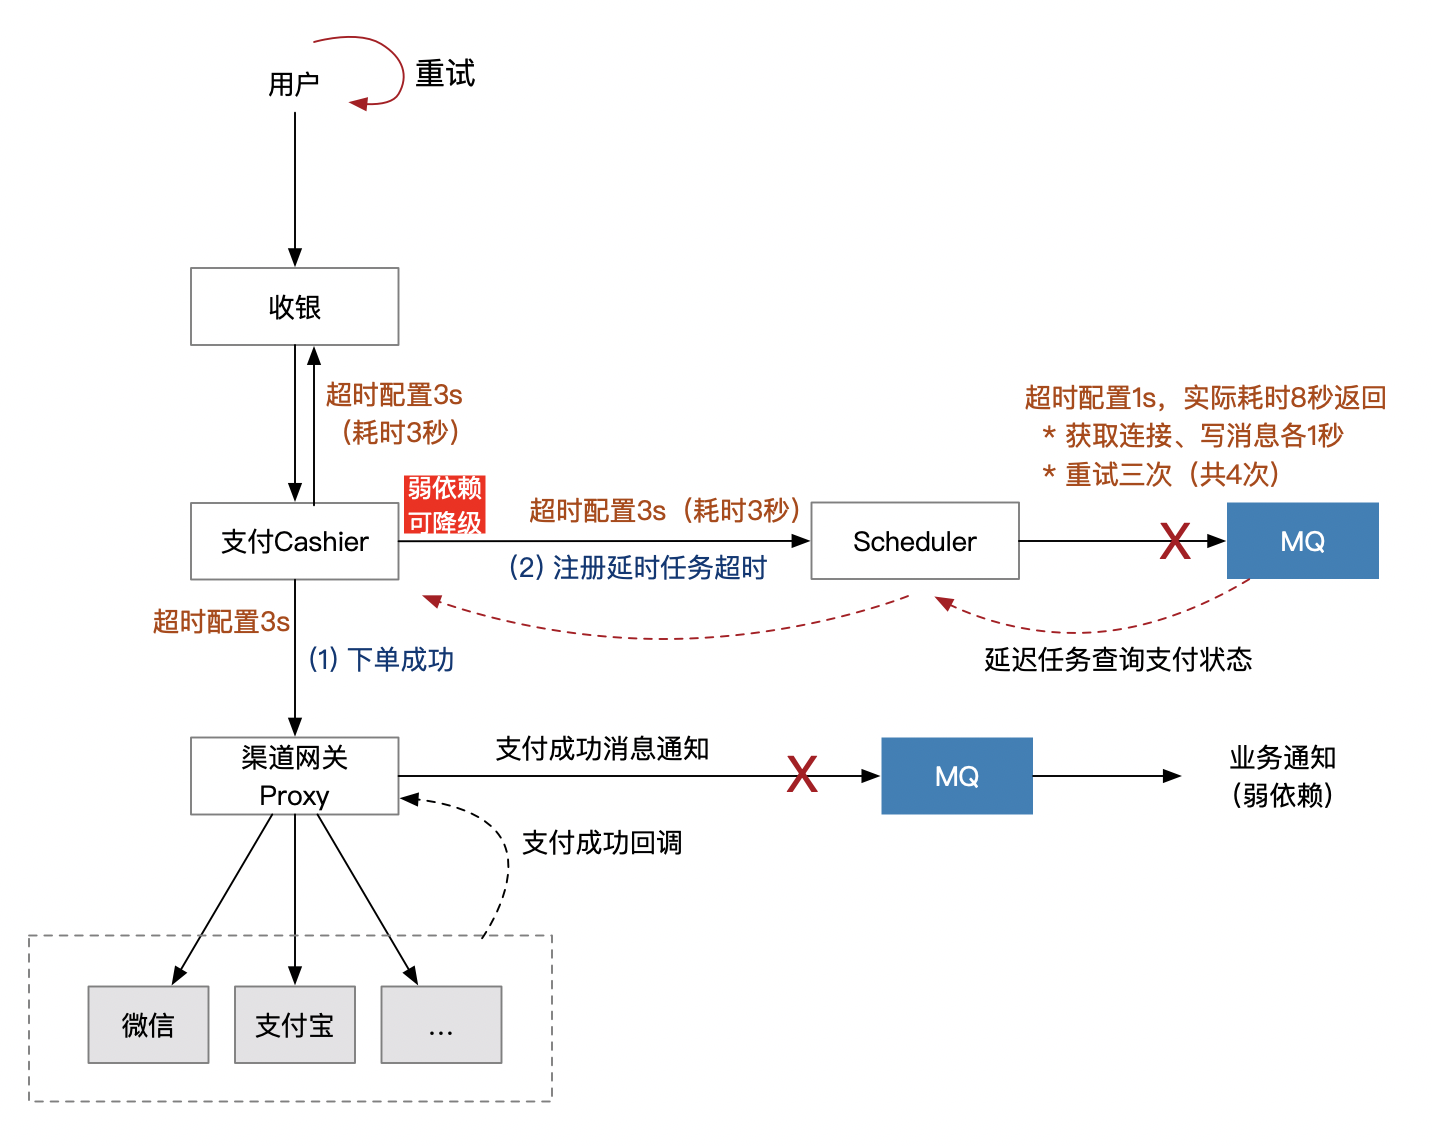 用户
重试
收银
超时配置3s
（耗时3秒）
超时配置1s，实际耗时8秒返回
* 获取连接、写消息各1秒
* 重试三次（共4次）
弱依赖
可降级
超时配置3s（耗时3秒）
支付Cashier
Scheduler
MQ
(2) 注册延时任务超时
超时配置3s
(1) 下单成功
延迟任务查询支付状态
渠道网关
Proxy
支付成功消息通知
MQ
业务通知
（弱依赖）
支付成功回调
微信
支付宝
...